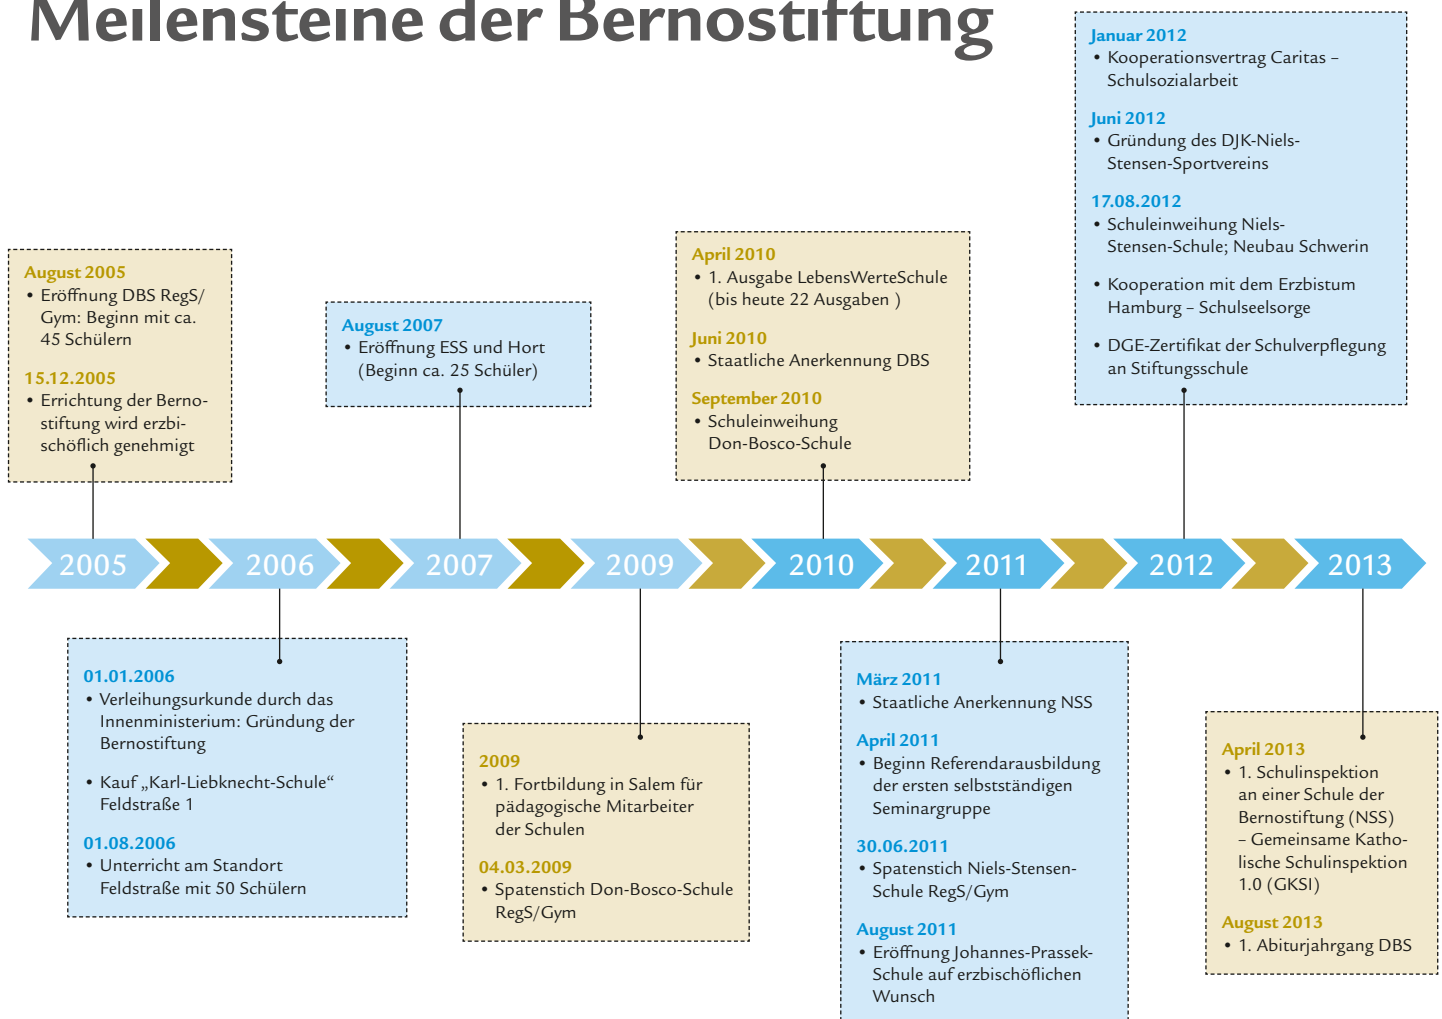 Meilensteine der Bernostiftung
August 2005
• Eröffnung DBS RegS/
Gym: Beginn mit ca.
45 Schülern
15.12.2005
• Errichtung der Berno-
stiftung wird erzbi-
schöflich genehmigt
August 2007
• Eröffnung ESS und Hort
(Beginn ca. 25 Schüler)
April 2010
• 1. Ausgabe LebensWerteSchule
(bis heute 22 Ausgaben )
Juni 2010
• Staatliche Anerkennung DBS
September 2010
• Schuleinweihung
Don-Bosco-Schule
Januar 2012
• Kooperationsvertrag Caritas –
Schulsozialarbeit
Juni 2012
• Gründung des DJK-Niels-
Stensen-Sportvereins
17.08.2012
• Schuleinweihung Niels-
Stensen-Schule; Neubau Schwerin
• Kooperation mit dem Erzbistum
Hamburg – Schulseelsorge
• DGE-Zertifikat der Schulverpflegung
an Stiftungsschule
2005 2006 2007 2009 2010 2011 2012 2013
01.01.2006
• Verleihungsurkunde durch das
Innenministerium: Gründung der
Bernostiftung
• Kauf „Karl-Liebknecht-Schule“
Feldstraße 1
01.08.2006
• Unterricht am Standort
Feldstraße mit 50 Schülern
2009
• 1. Fortbildung in Salem für
pädagogische Mitarbeiter
der Schulen
04.03.2009
• Spatenstich Don-Bosco-Schule
RegS/Gym
März 2011
• Staatliche Anerkennung NSS
April 2011
• Beginn Referendarausbildung
der ersten selbstständigen
Seminargruppe
30.06.2011
• Spatenstich Niels-Stensen-
Schule RegS/Gym
August 2011
• Eröffnung Johannes-Prassek-
Schule auf erzbischöflichen
Wunsch
April 2013
• 1. Schulinspektion
an einer Schule der
Bernostiftung (NSS)
– Gemeinsame Katho-
lische Schulinspektion
1.0 (GKSI)
August 2013
• 1. Abiturjahrgang DBS